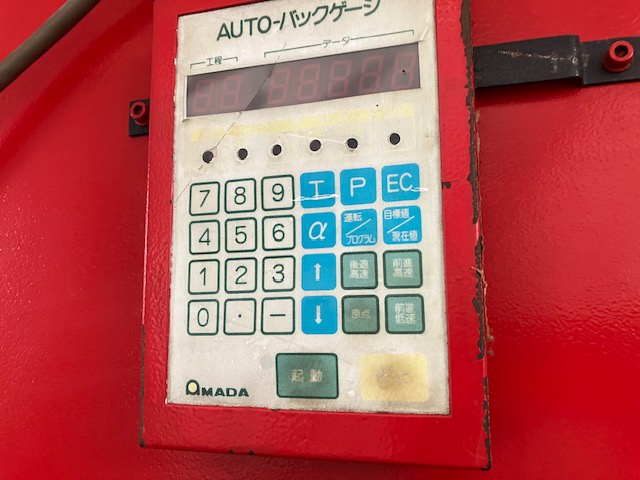 AUTO-バックゲージ
工程
データー
7 8 9 工 P EC
4 5 6 α 運転/プログラム 目標値/現在値
1 2 3 ↑ 後退高速 前進高速
0 · − ↓ 原点 前進低速
起動
AMADA